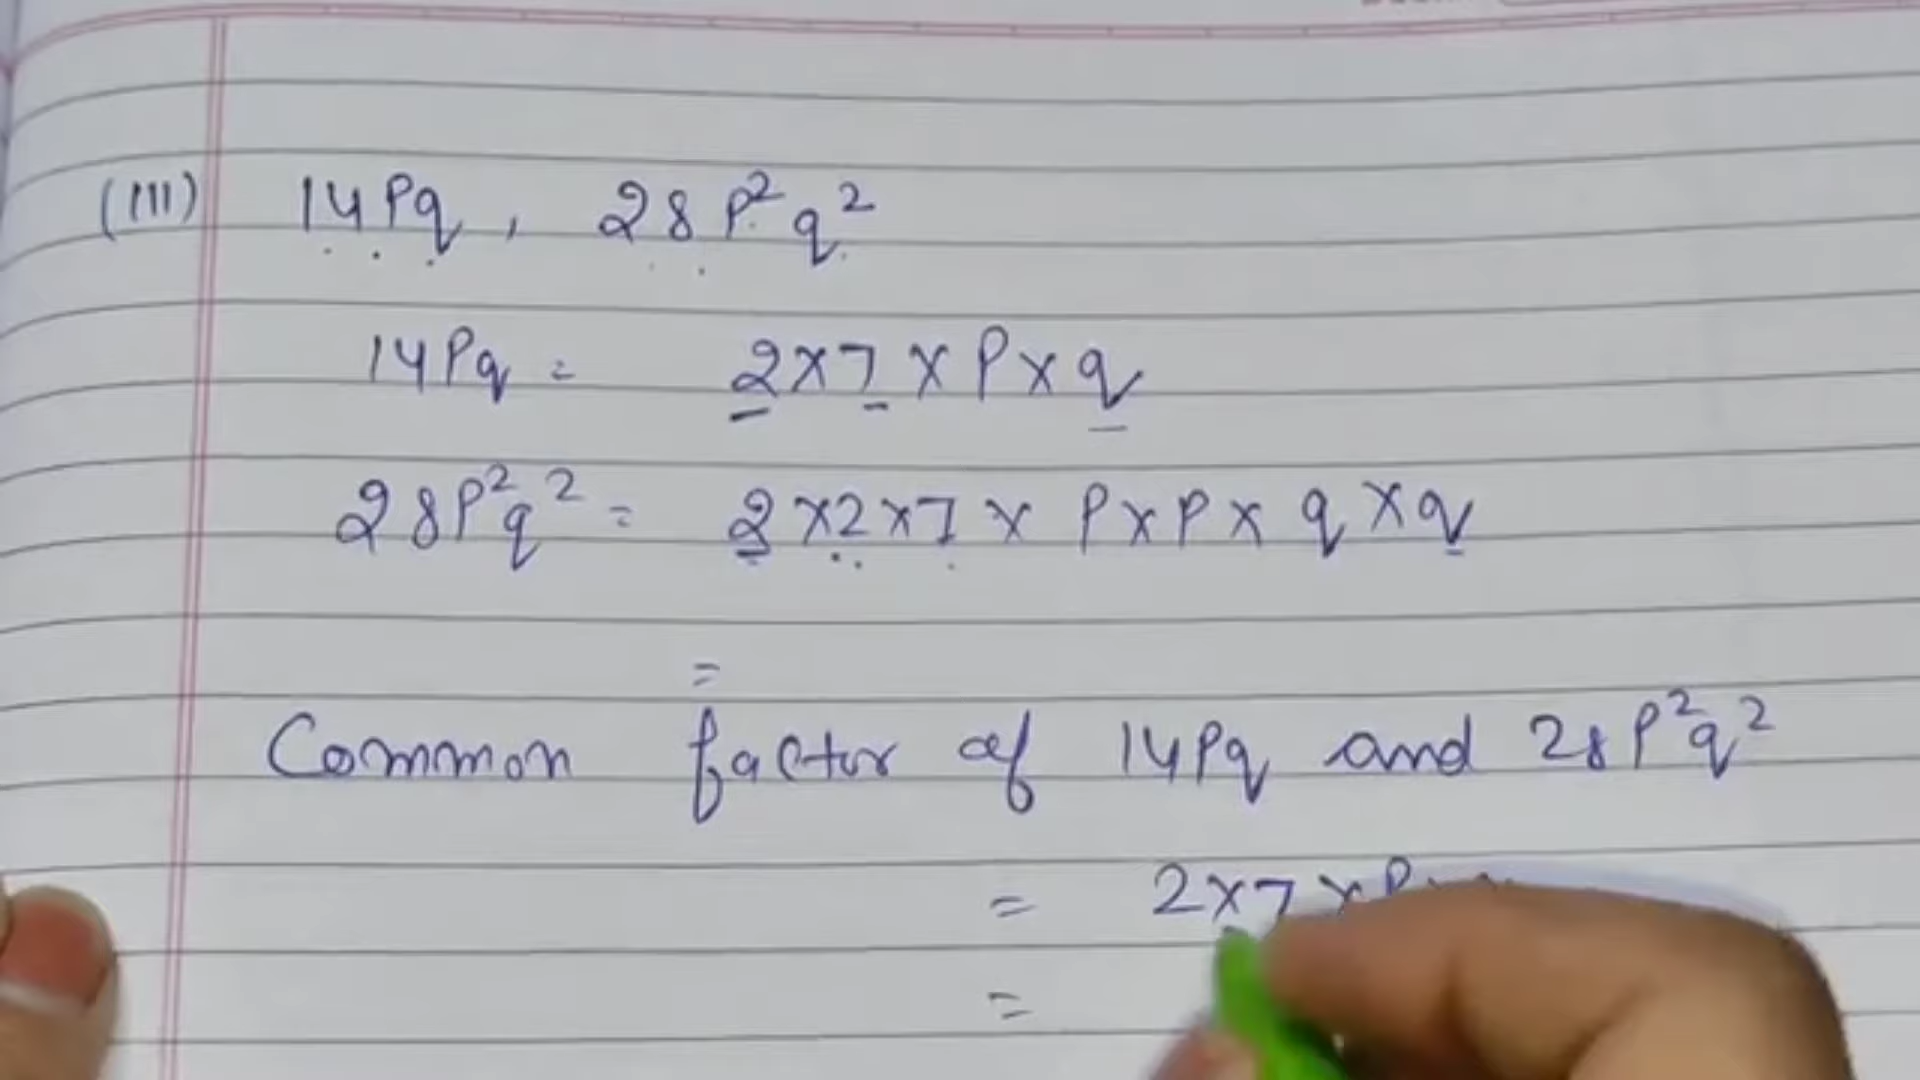 (III) 14Pq, 28P²q²
14Pq = 2×7×P×q
28P²q² = 2×2×7×P×P×q×q
=
Common factor of 14Pq and 28P²q²
= 2×7×P×
=